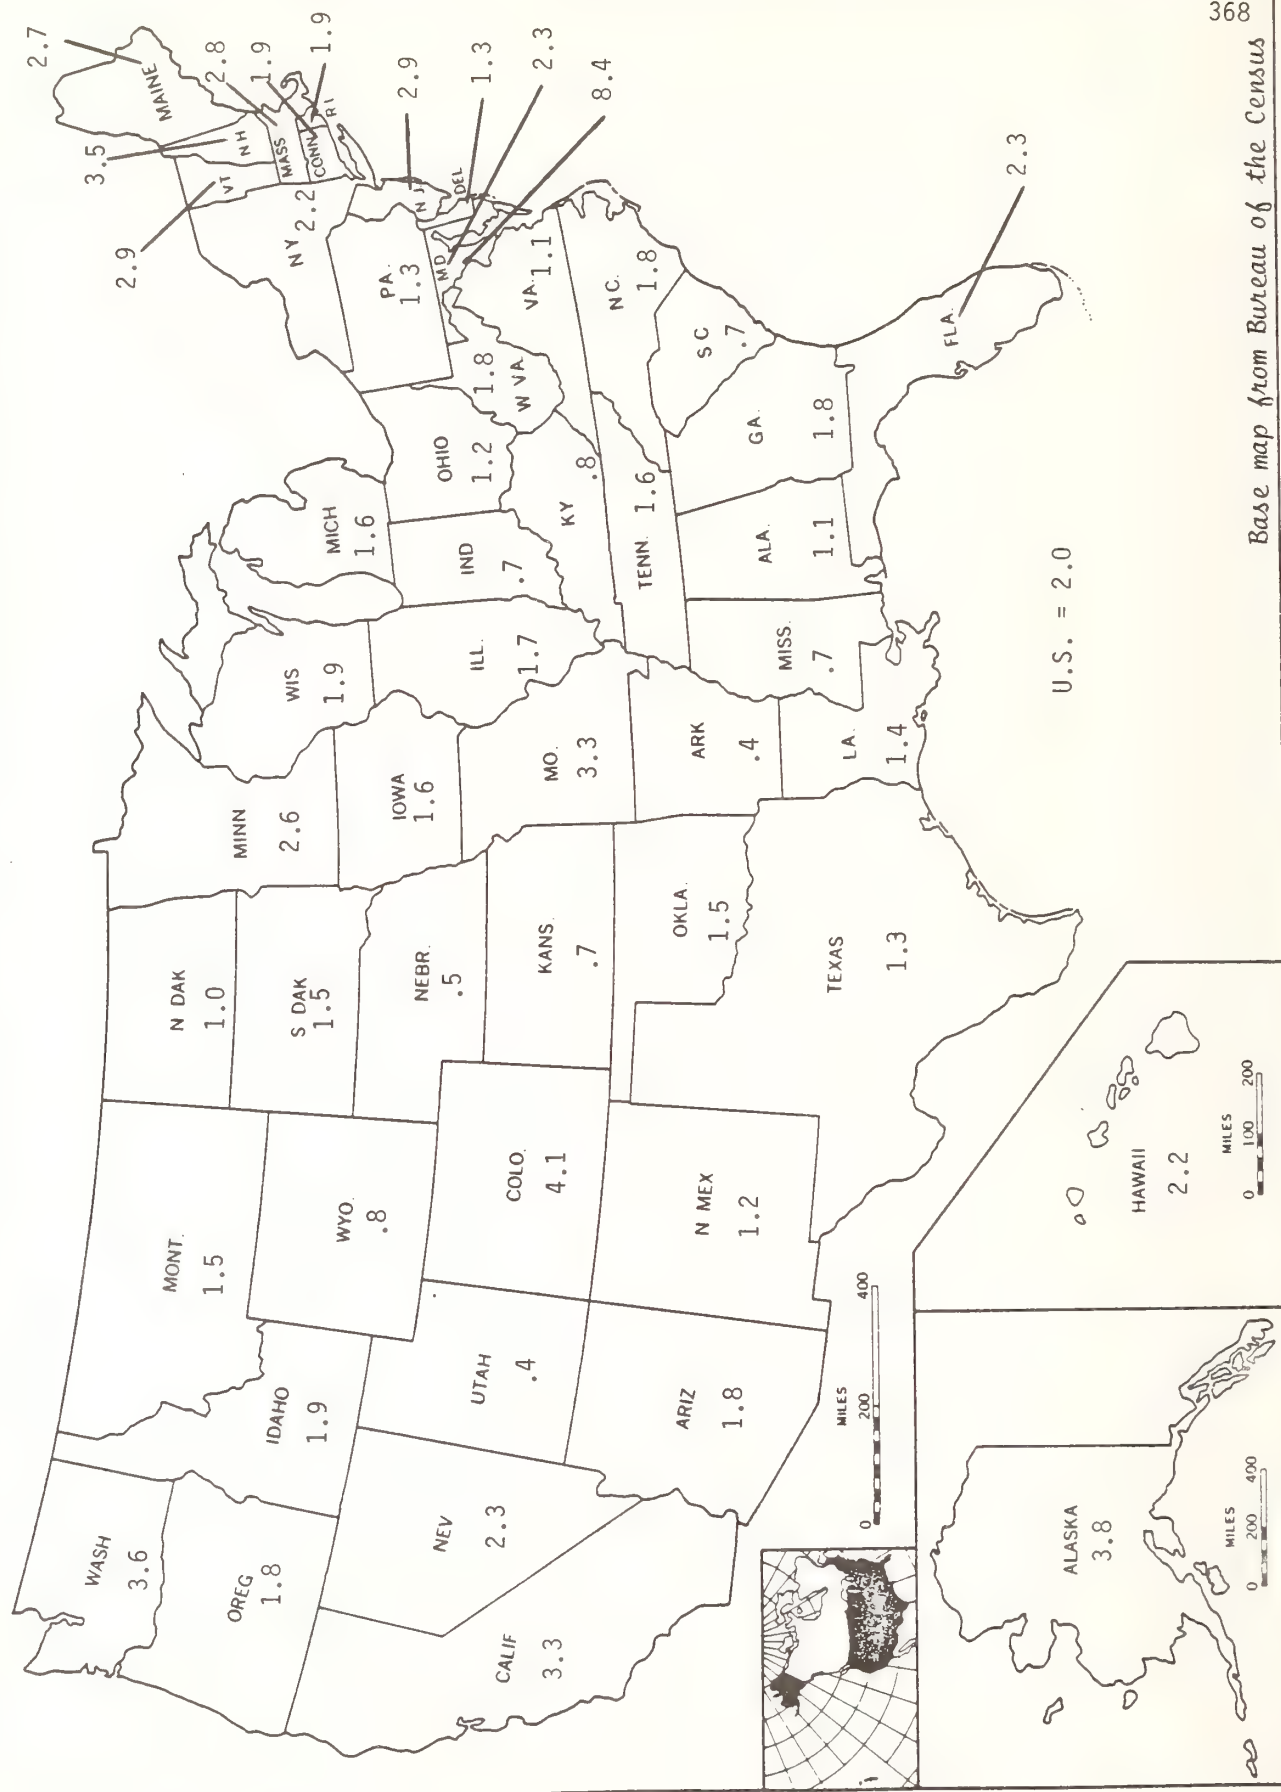 WASH
3.6
OREG
1.8
CALIF
3.3
NEV
2.3
IDAHO
1.9
MONT.
1.5
WYO.
.8
UTAH
.4
ARIZ
1.8
COLO.
4.1
N MEX
1.2
N DAK
1.0
S DAK
1.5
NEBR.
.5
KANS.
.7
OKLA.
1.5
TEXAS
1.3
MINN
2.6
IOWA
1.6
MO.
3.3
ARK
.4
LA.
1.4
WIS
1.9
ILL.
1.7
MISS.
.7
MICH
1.6
IND
.7
OHIO
1.2
KY
.8
TENN.
1.6
ALA.
1.1
GA.
1.8
FLA.
2.3
S C
.7
N C.
1.8
VA.
1.1
W VA
1.8
PA.
1.3
NY
2.2
VT
2.9
NH
3.5
MAINE
2.7
MASS
2.8
CONN
1.9
RI
1.9
NJ
2.9
DEL
1.3
MD
2.3
8.4
U.S. = 2.0
MILES
0 200 400
ALASKA
3.8
MILES
0 200 400
HAWAII
2.2
MILES
0 100 200
Base map from Bureau of the Census
368